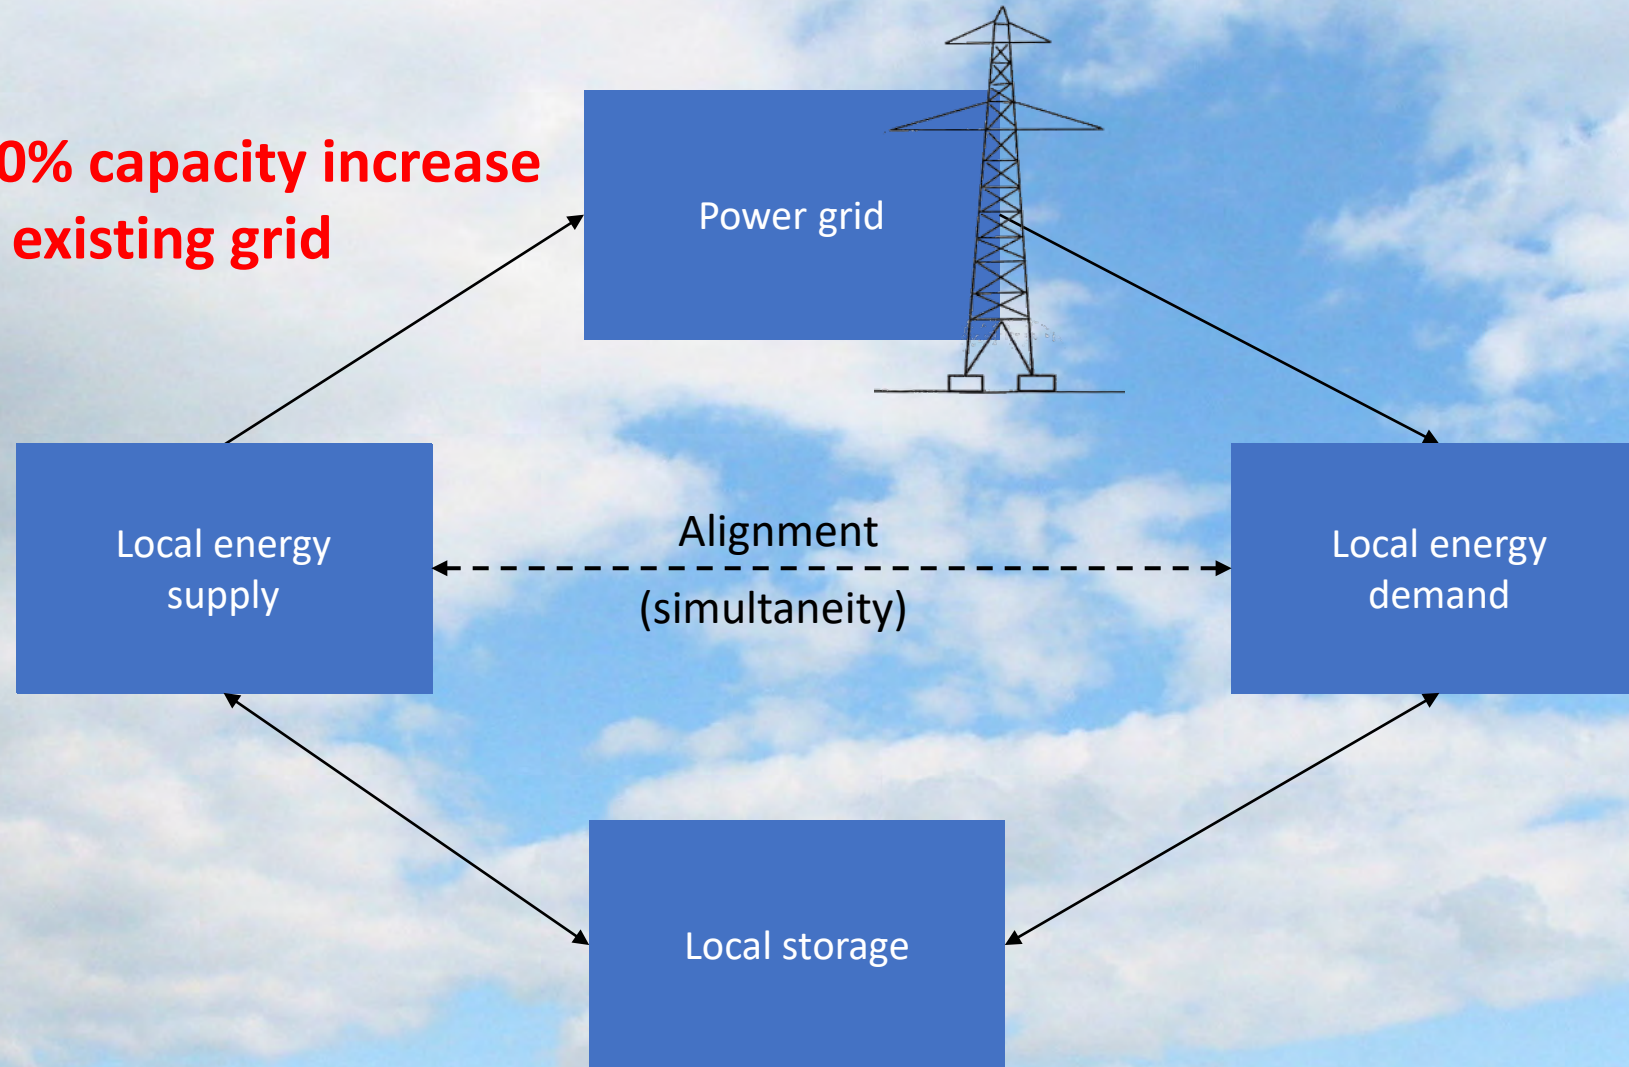 0% capacity increase
existing grid
Power grid
Local energy
supply
Alignment
(simultaneity)
Local energy
demand
Local storage